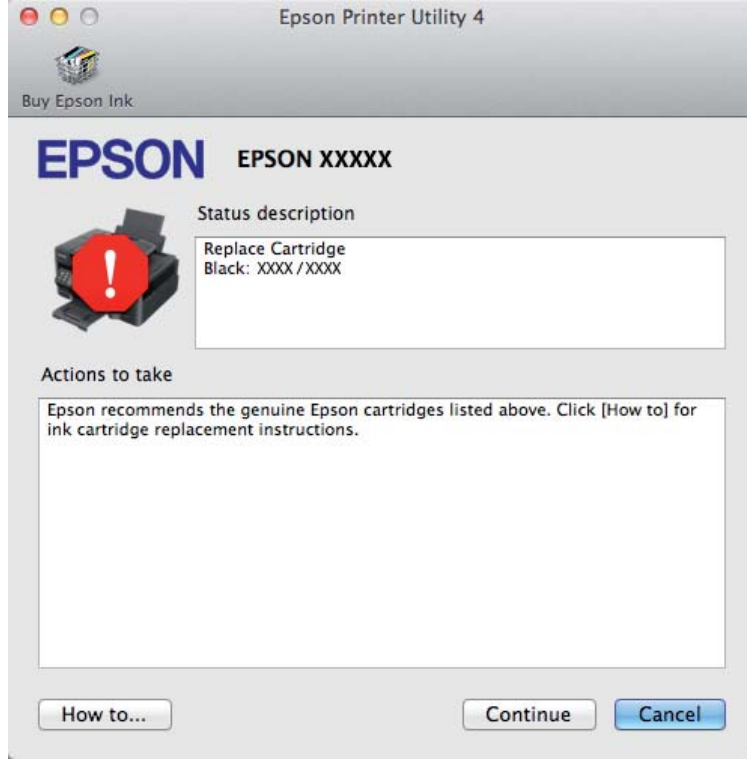 Epson Printer Utility 4
Buy Epson Ink
EPSON EPSON XXXXX
Status description
Replace Cartridge
Black: XXXX / XXXX
Actions to take
Epson recommends the genuine Epson cartridges listed above. Click [How to] for
ink cartridge replacement instructions.
How to... Continue Cancel